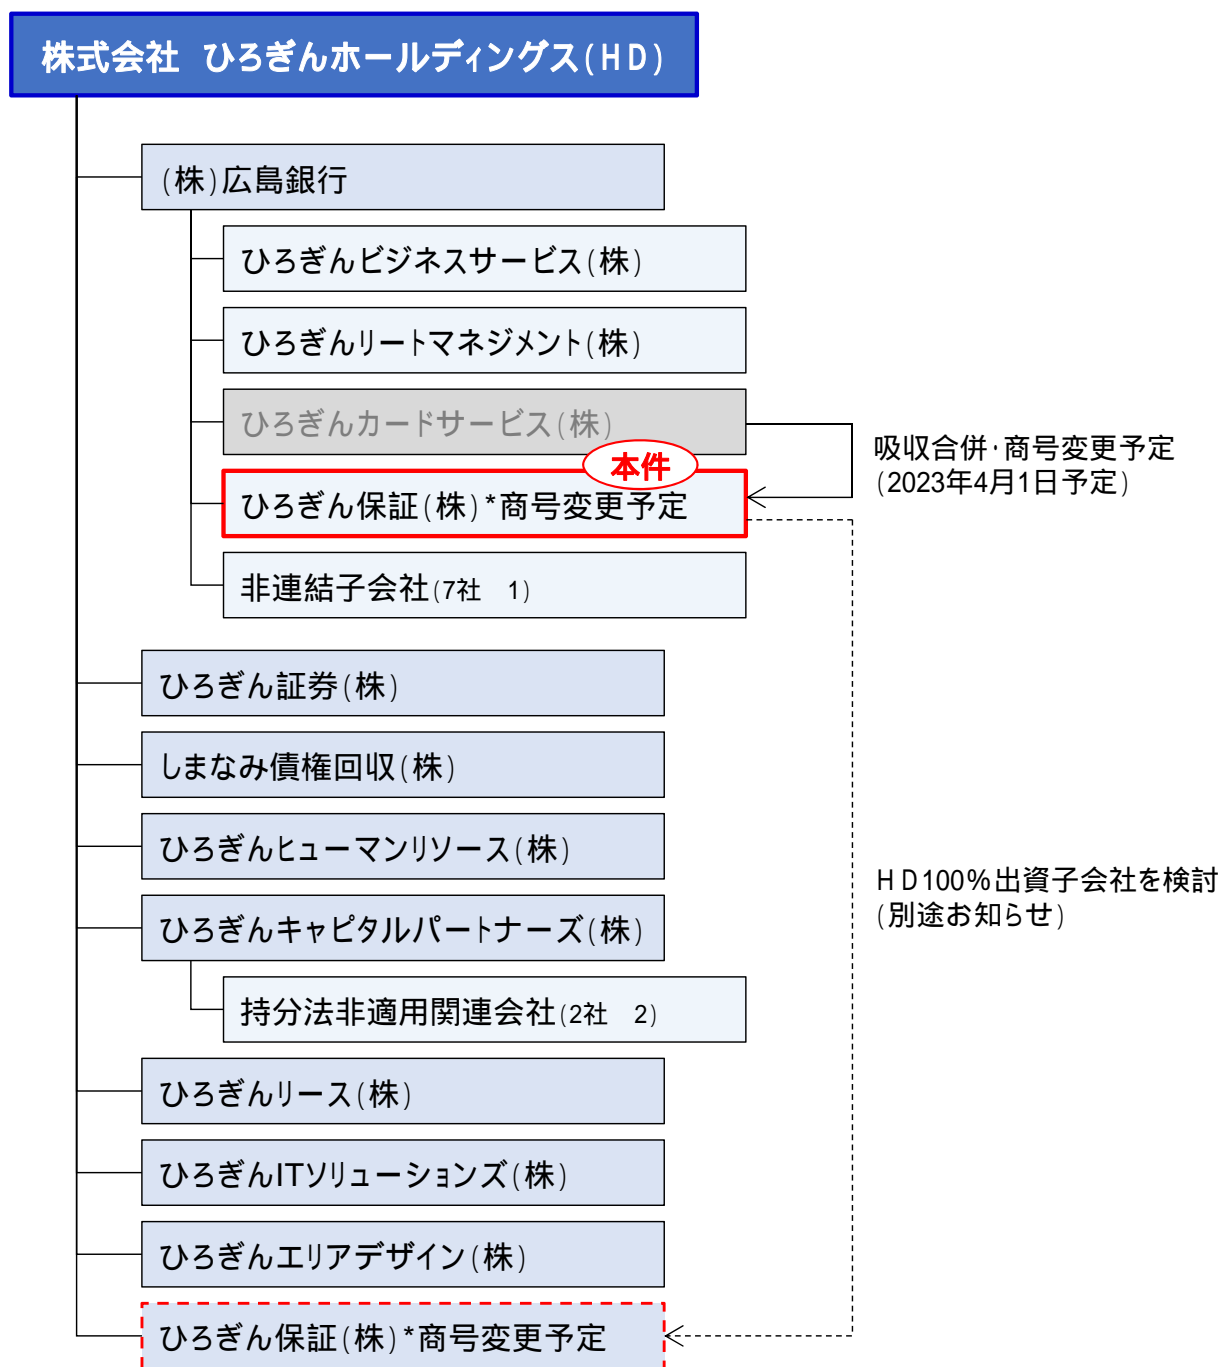 株式会社　ひろぎんホールディングス(HD)
(株)広島銀行
ひろぎんビジネスサービス(株)
ひろぎんリートマネジメント(株)
ひろぎんカードサービス(株)
本件
ひろぎん保証(株)*商号変更予定
吸収合併･商号変更予定
(2023年4月1日予定)
非連結子会社(7社　1)
ひろぎん証券(株)
しまなみ債権回収(株)
ひろぎんヒューマンリソース(株)
ＨＤ100%出資子会社を検討
(別途お知らせ)
ひろぎんキャピタルパートナーズ(株)
持分法非適用関連会社(2社　2)
ひろぎんリース(株)
ひろぎんITソリューションズ(株)
ひろぎんエリアデザイン(株)
ひろぎん保証(株)*商号変更予定